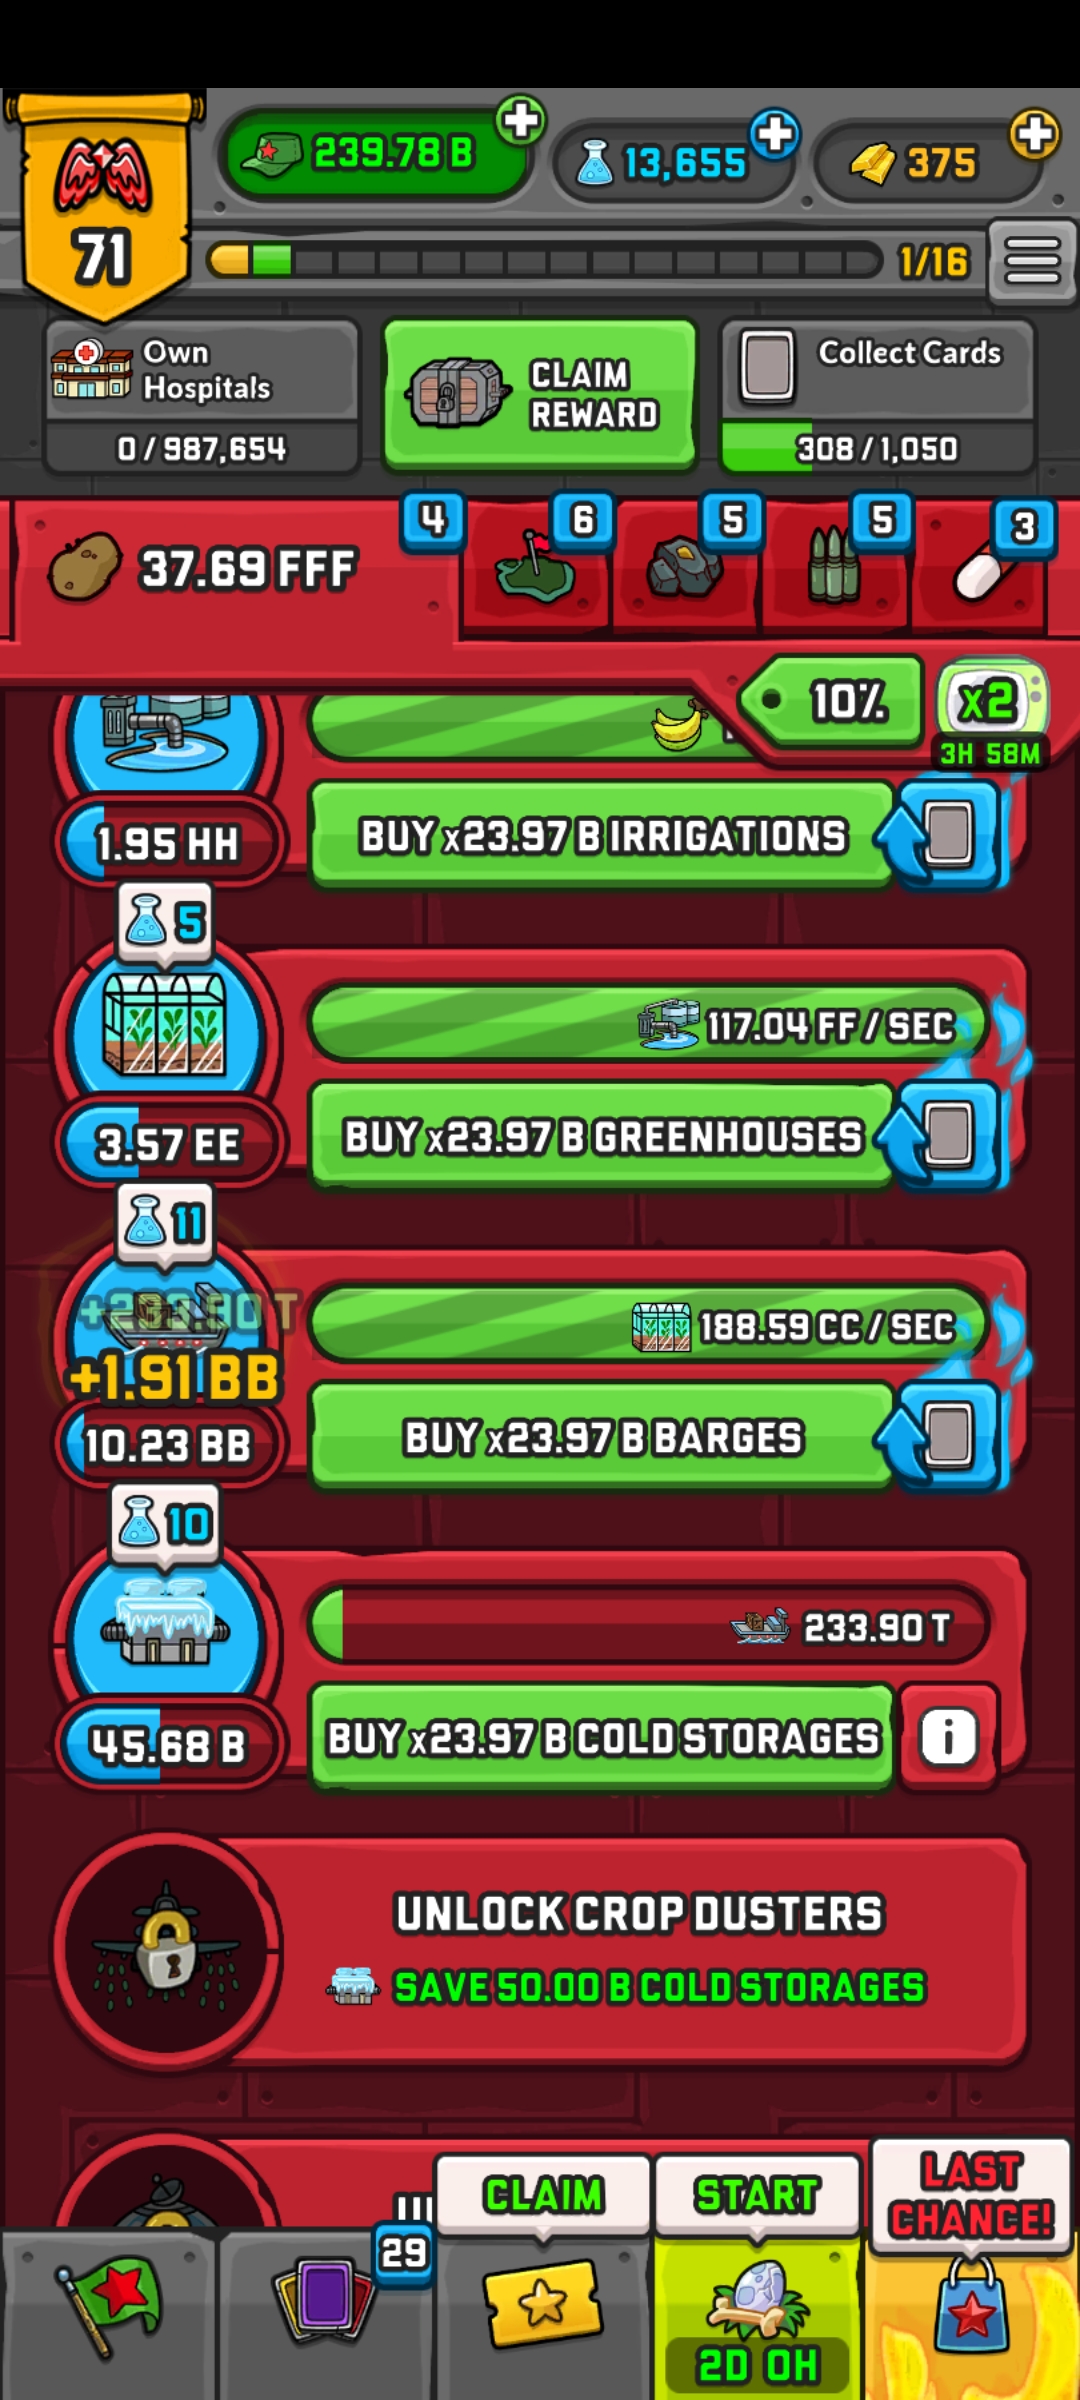 239.78 B
13,655
375
71
1/16
Own
Hospitals
0 / 987,654
CLAIM
REWARD
Collect Cards
308 / 1,050
37.69 FFF
4
6
5
5
3
10%
x2
3H 58M
BUY x23.97 B IRRIGATIONS
1.95 HH
5
117.04 FF / SEC
BUY x23.97 B GREENHOUSES
3.57 EE
11
188.59 CC / SEC
+1.91 BB
BUY x23.97 B BARGES
10.23 BB
10
233.90 T
BUY x23.97 B COLD STORAGES
i
45.68 B
UNLOCK CROP DUSTERS
SAVE 50.00 B COLD STORAGES
CLAIM
START
LAST
CHANCE!
29
2D 0H